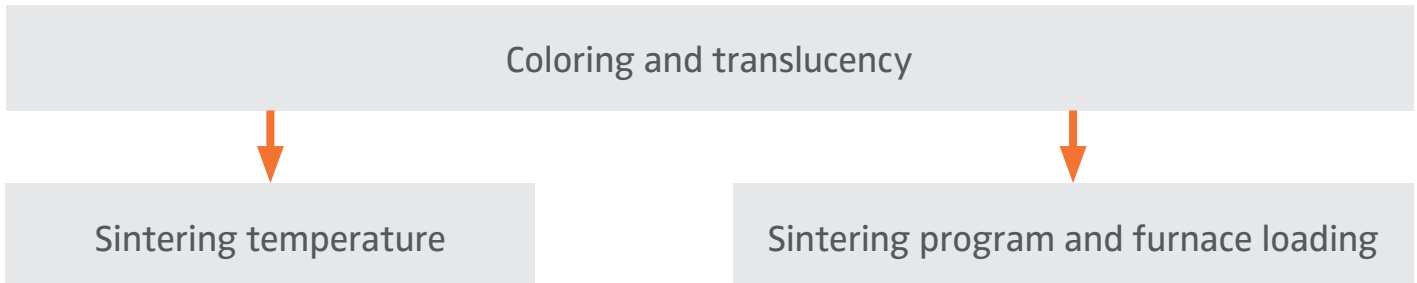 Coloring and translucency
Sintering temperature
Sintering program and furnace loading